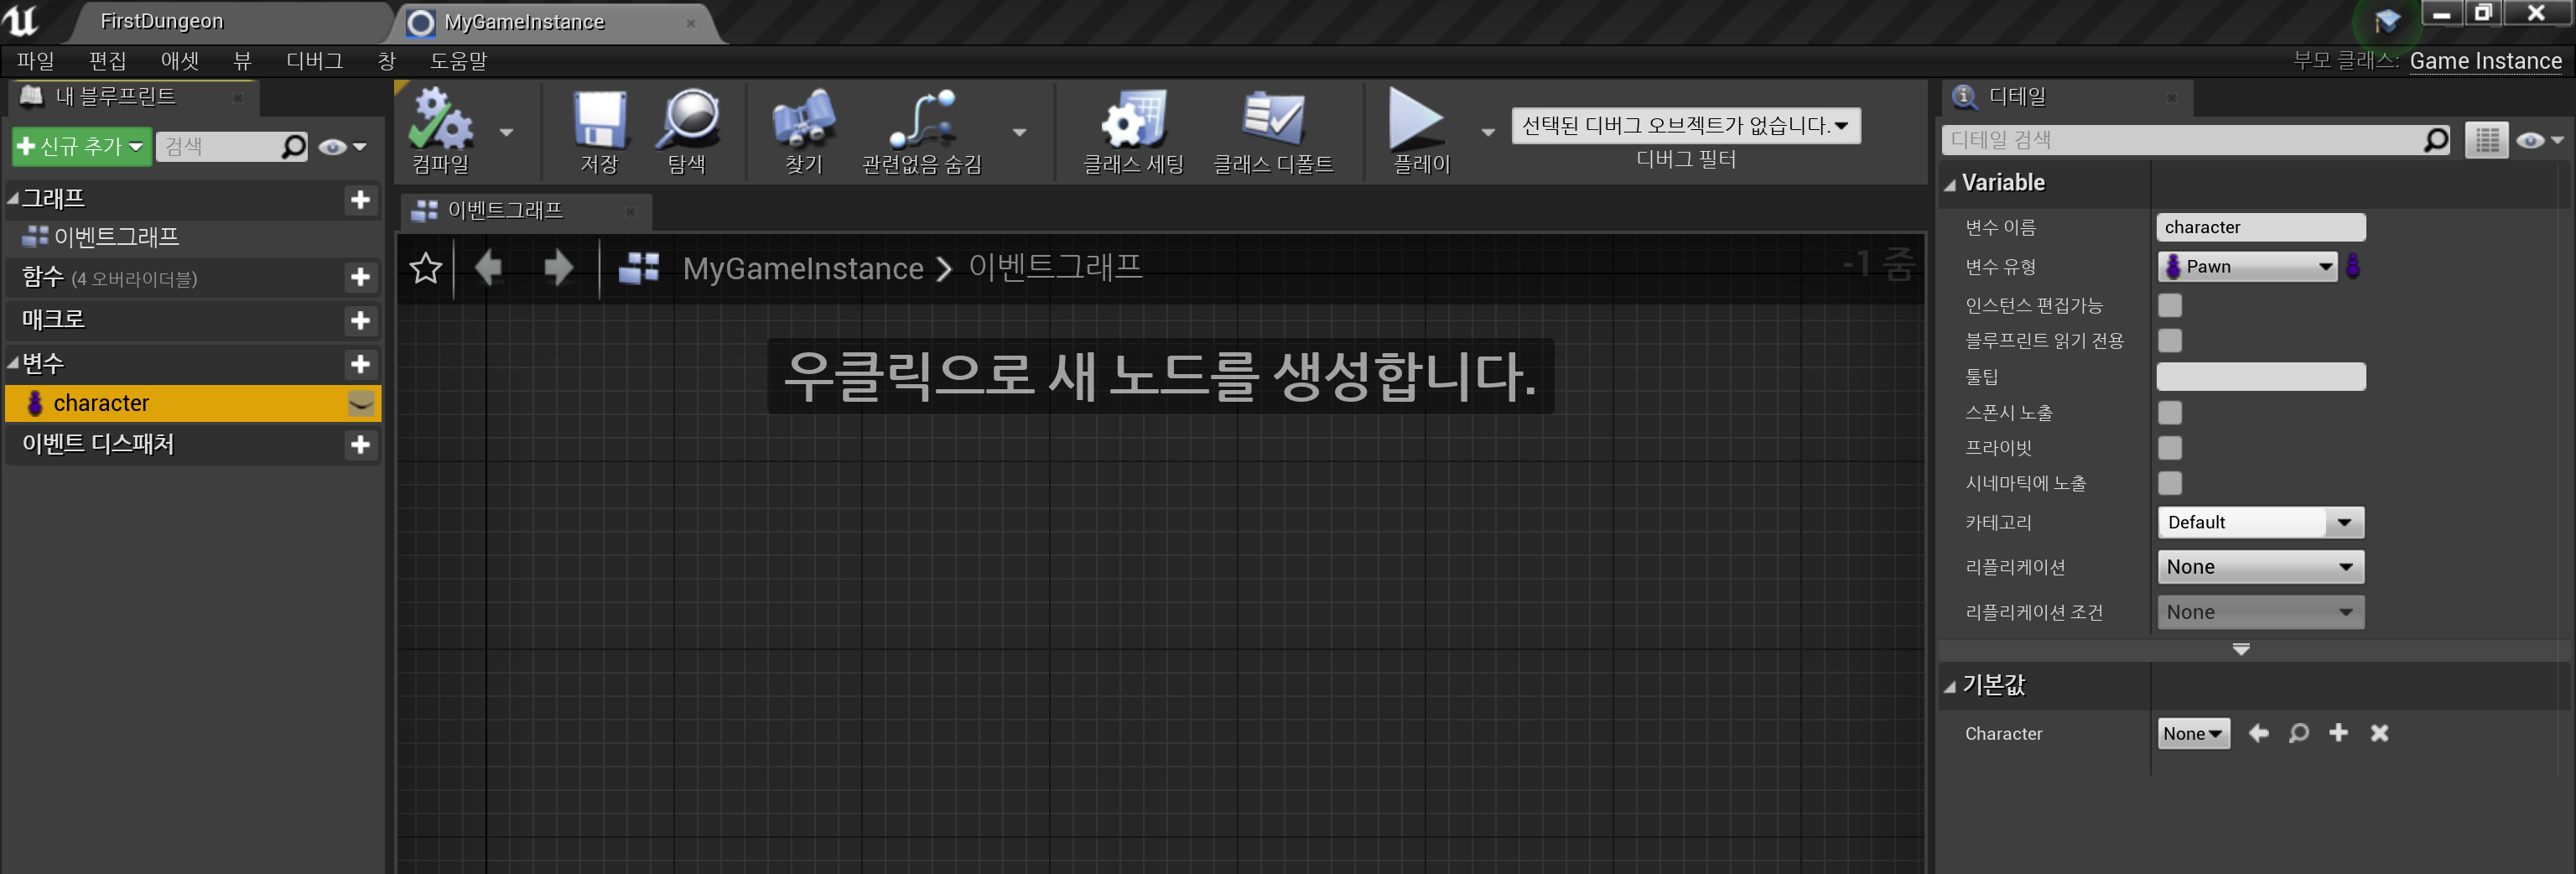 FirstDungeon
MyGameInstance
파일 편집 애셋 뷰 디버그 창 도움말
부모 클래스: Game Instance
내 블루프린트
신규 추가
검색
그래프
이벤트그래프
함수 (4 오버라이더블)
매크로
변수
character
이벤트 디스패처
컴파일
저장
탐색
찾기
관련없음 숨김
클래스 세팅
클래스 디폴트
플레이
선택된 디버그 오브젝트가 없습니다.
디버그 필터
이벤트그래프
MyGameInstance > 이벤트그래프
-1 줌
우클릭으로 새 노드를 생성합니다.
디테일
디테일 검색
Variable
변수 이름 character
변수 유형 Pawn
인스턴스 편집가능
블루프린트 읽기 전용
툴팁
스폰시 노출
프라이빗
시네마틱에 노출
카테고리 Default
리플리케이션 None
리플리케이션 조건 None
기본값
Character None